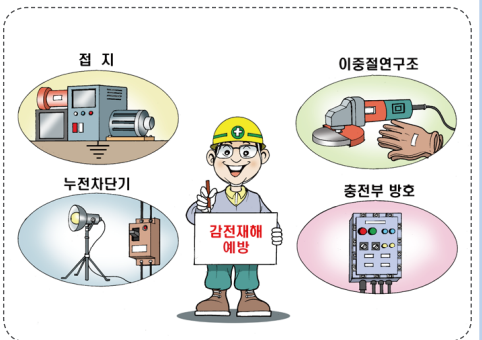 접 지
이중절연구조
누전차단기
충전부 방호
감전재해
예방